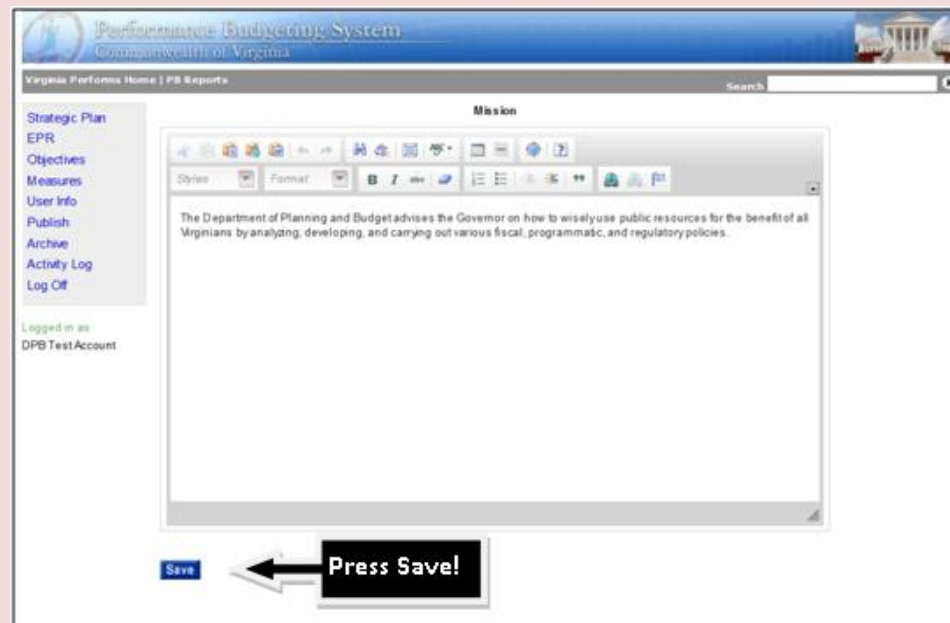 Performance Budgeting System
Commonwealth of Virginia
Virginia Performs Home | PB Reports
Search
Strategic Plan
EPR
Objectives
Measures
User Info
Publish
Archive
Activity Log
Log Off
Logged in as
DPB Test Account
Mission
ABC
Styles
Format
B I abc
The Department of Planning and Budget advises the Governor on how to wisely use public resources for the benefit of all
Virginians by analyzing, developing, and carrying out various fiscal, programmatic, and regulatory policies.
Save
Press Save!